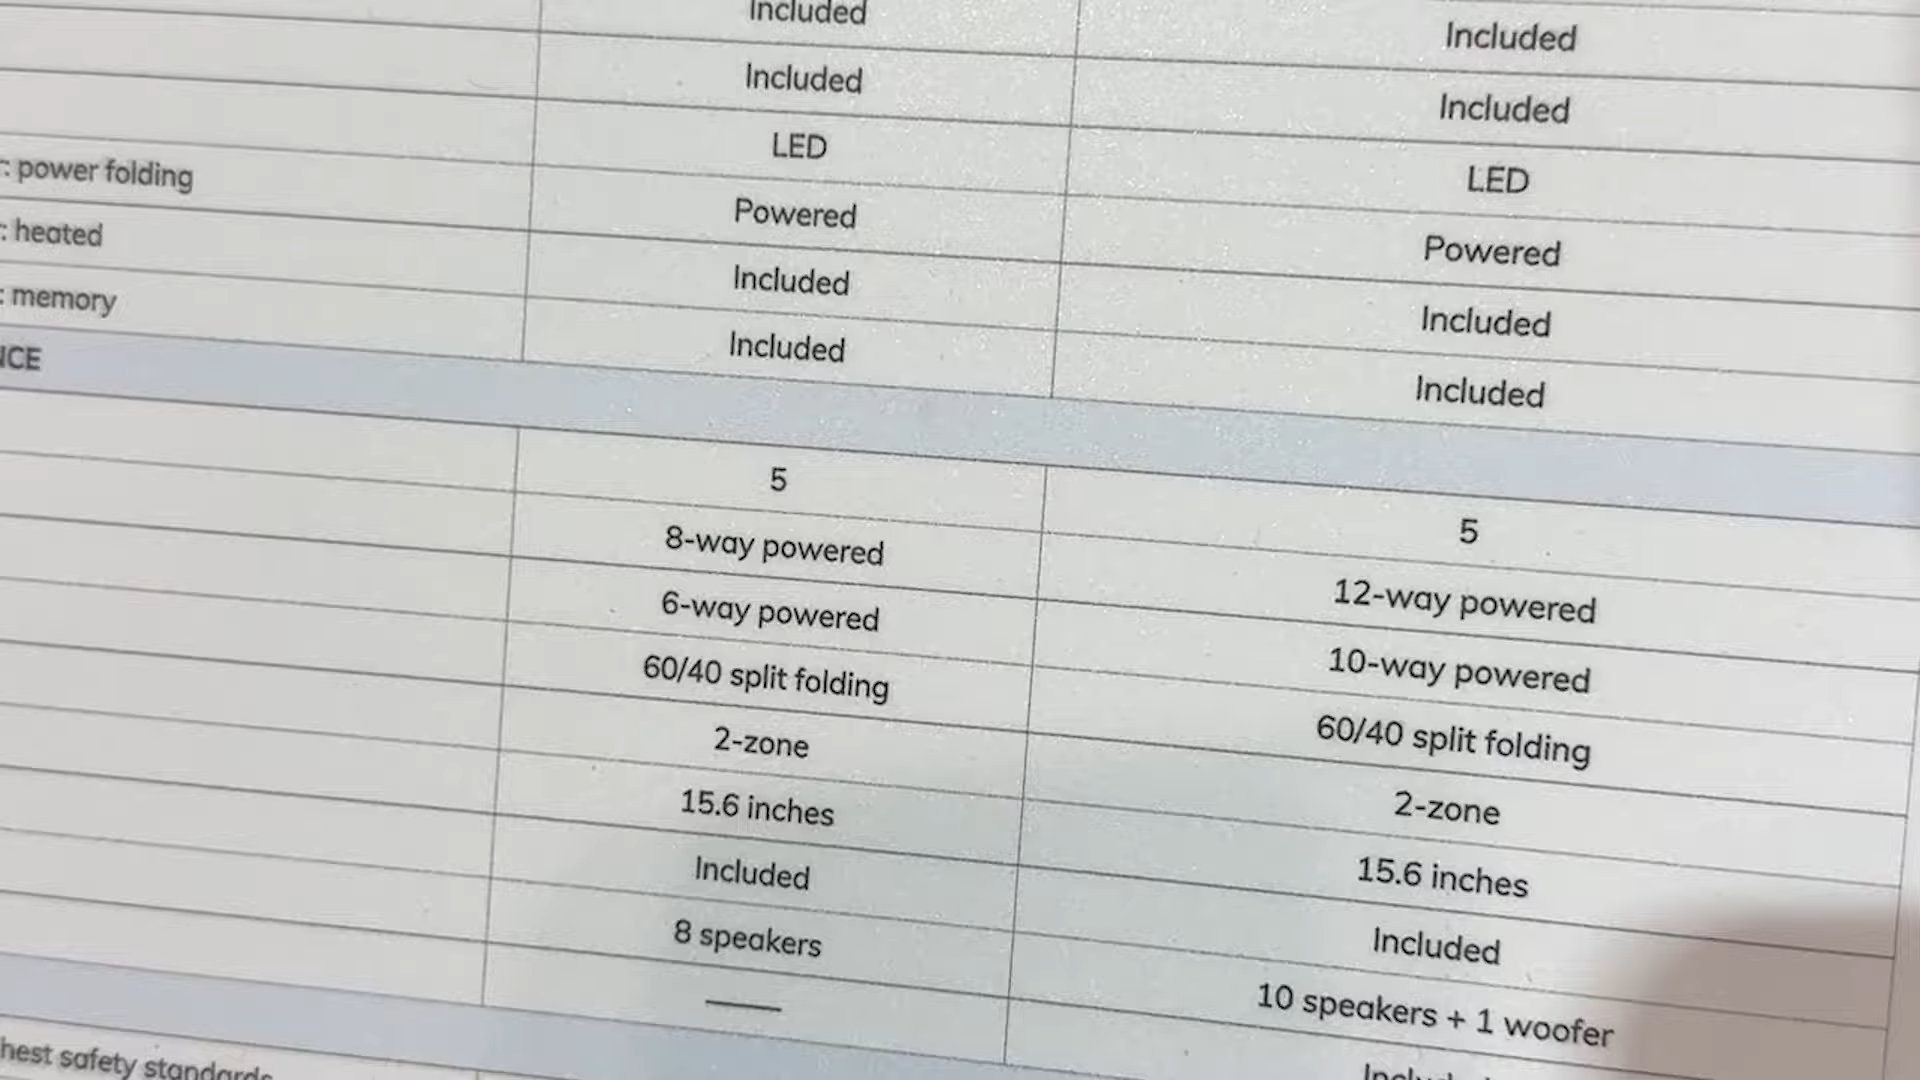 Included Included
Included Included
LED LED
: power folding Powered Powered
: heated Included Included
: memory Included Included
5 5
8-way powered 12-way powered
6-way powered 10-way powered
60/40 split folding 60/40 split folding
2-zone 2-zone
15.6 inches 15.6 inches
Included Included
8 speakers 10 speakers + 1 woofer
—
safety standards